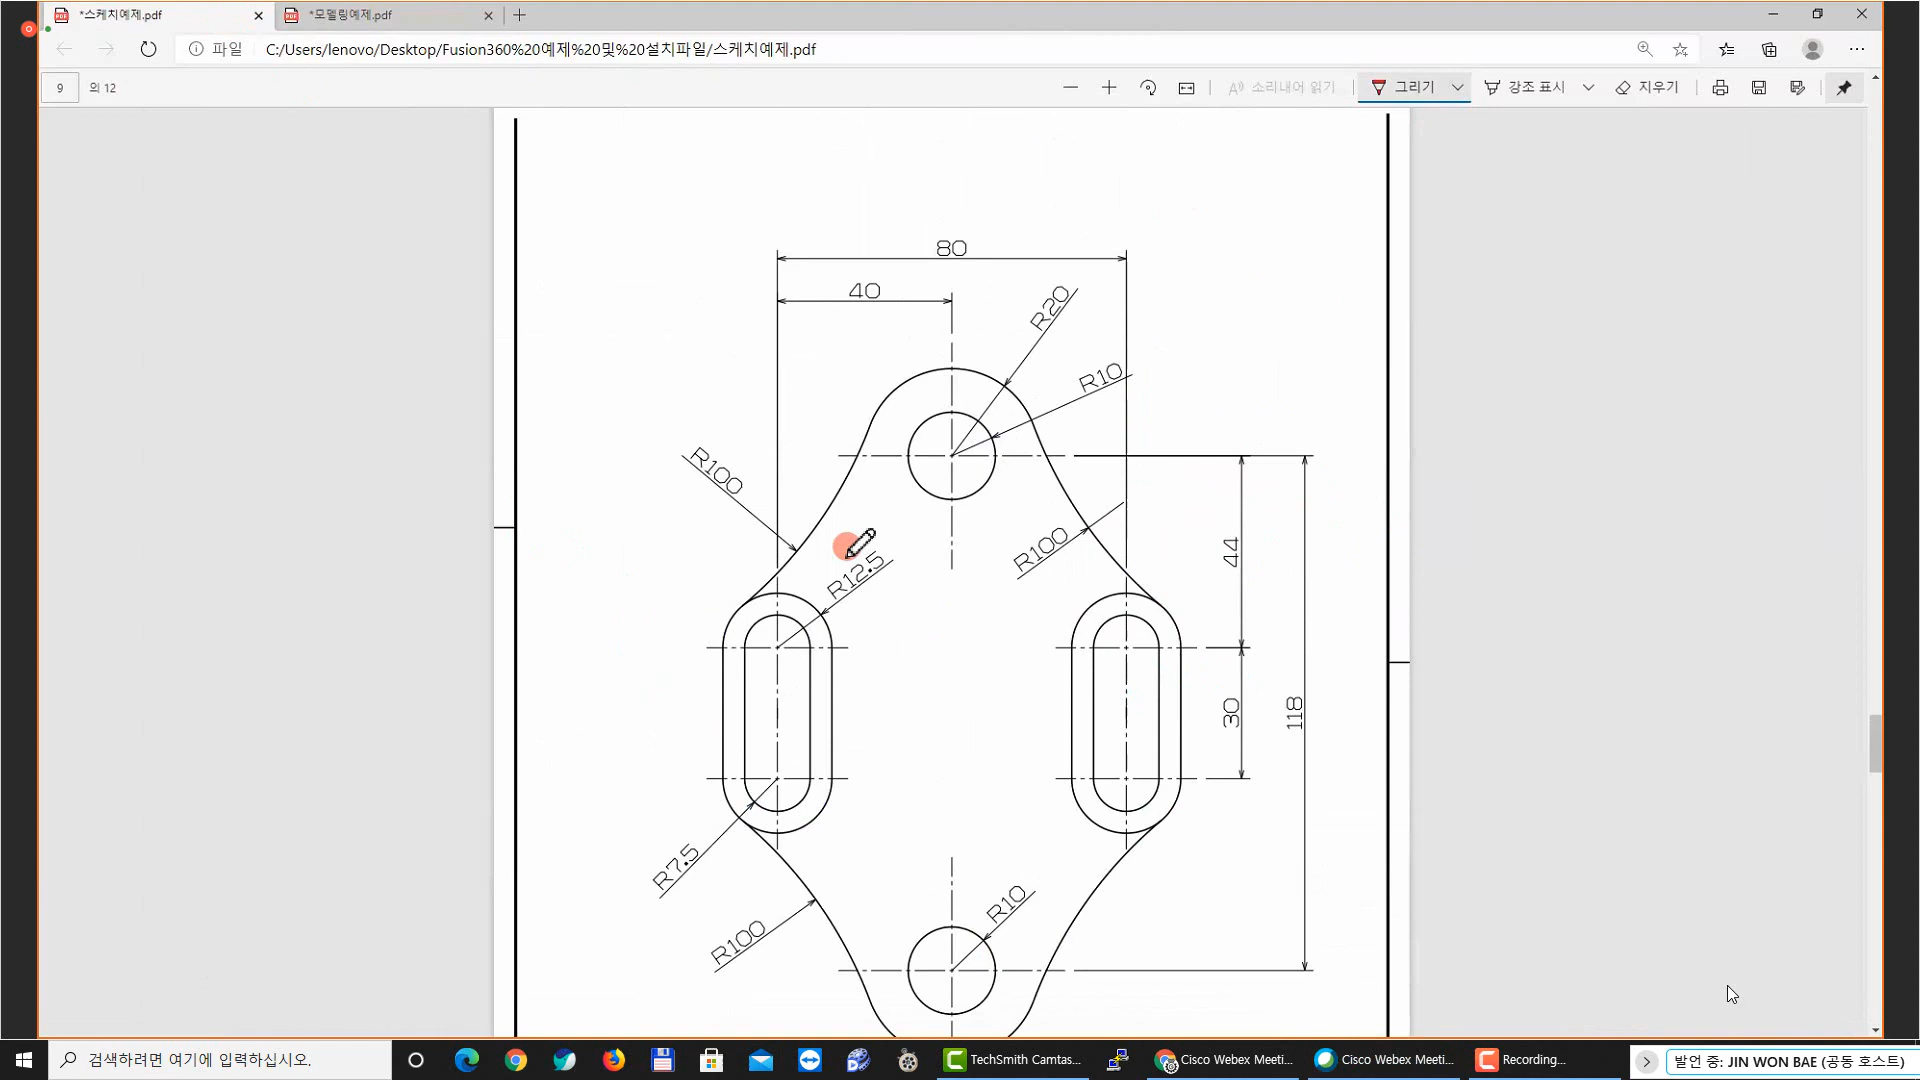 *스케치예제.pdf
*모델링예제.pdf
파일
C:/Users/lenovo/Desktop/Fusion360%20예제%20및%20설치파일/스케치예제.pdf
9 의 12
소리내어 읽기
그리기
강조 표시
지우기
80
40
R20
R10
R100
R12.5
R100
44
30
118
R7.5
R100
R10
검색하려면 여기에 입력하십시오.
TechSmith Camtas...
Cisco Webex Meeti...
Cisco Webex Meeti...
Recording...
발언 중: JIN WON BAE (공동 호스트)